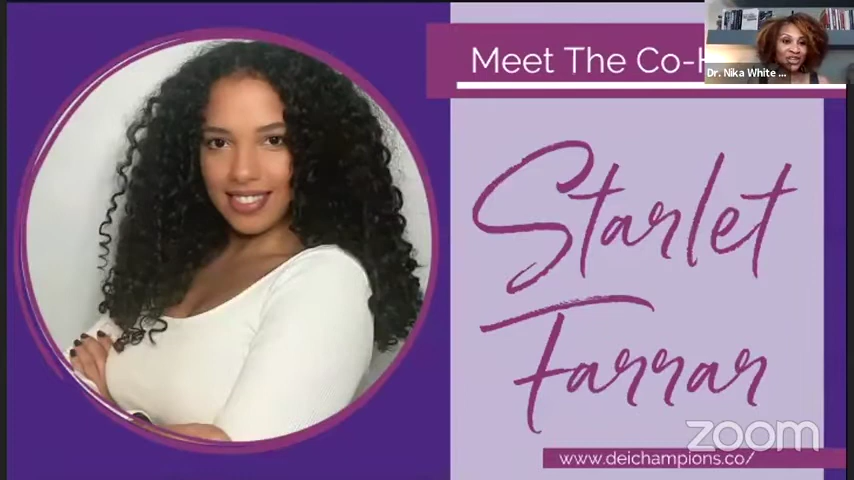 Meet The Co-
Dr. Nika White ...
Starlet
Farrar
zoom
www.deichampions.co/